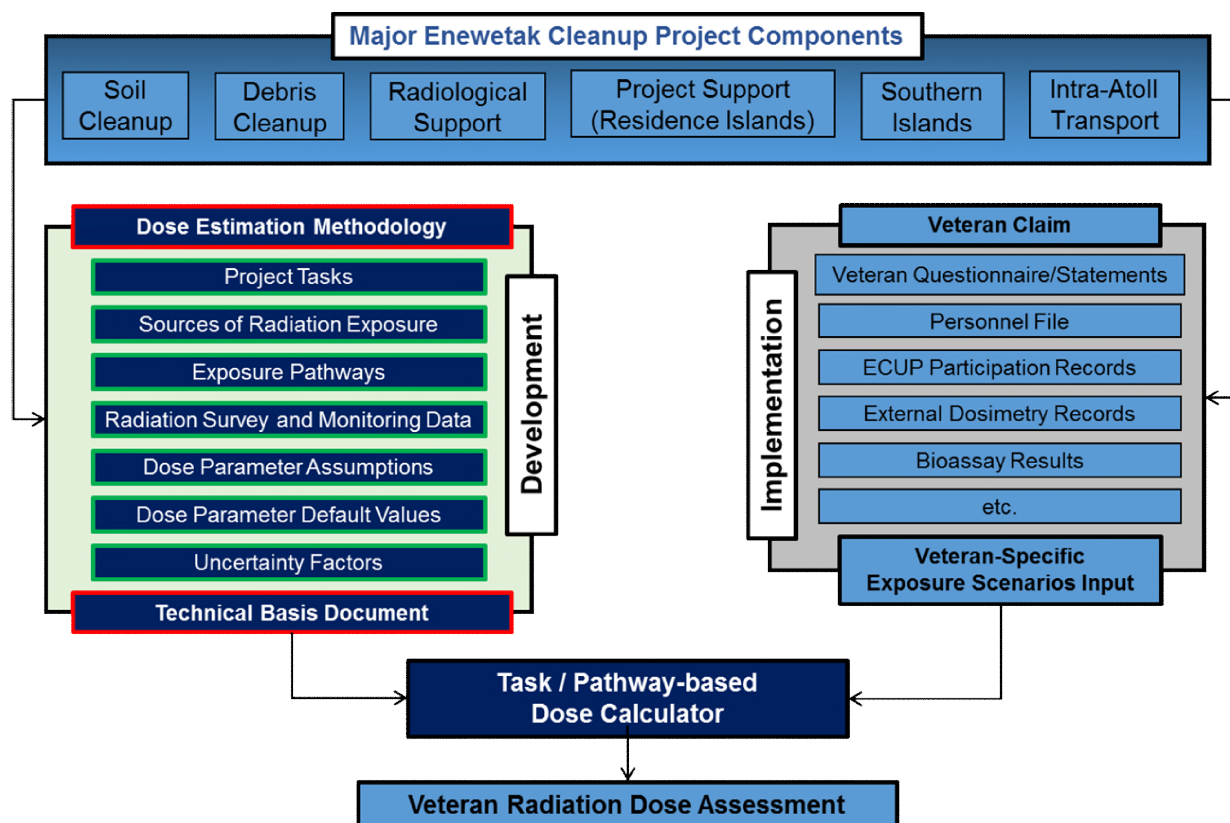 Major Enewetak Cleanup Project Components
Soil
Cleanup
Debris
Cleanup
Radiological
Support
Project Support
(Residence Islands)
Southern
Islands
Intra-Atoll
Transport
Dose Estimation Methodology
Project Tasks
Sources of Radiation Exposure
Exposure Pathways
Radiation Survey and Monitoring Data
Dose Parameter Assumptions
Dose Parameter Default Values
Uncertainty Factors
Technical Basis Document
Development
Implementation
Veteran Claim
Veteran Questionnaire/Statements
Personnel File
ECUP Participation Records
External Dosimetry Records
Bioassay Results
etc.
Veteran-Specific
Exposure Scenarios Input
Task / Pathway-based
Dose Calculator
Veteran Radiation Dose Assessment